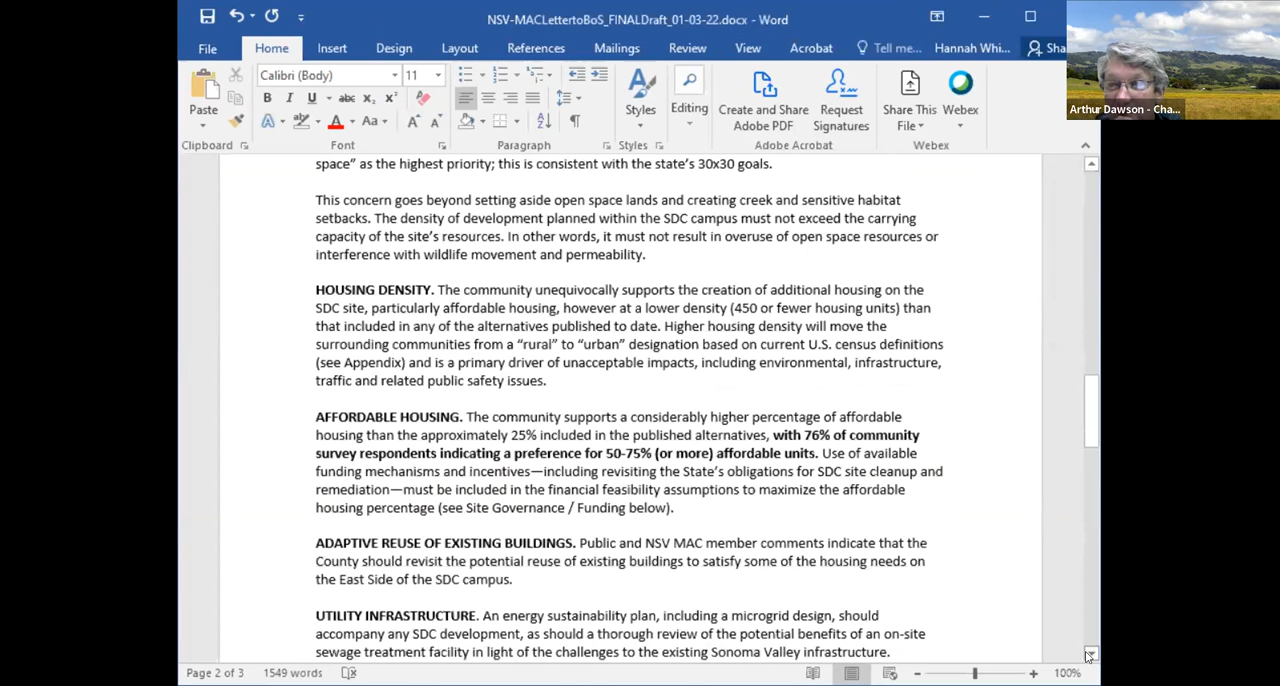 NSV-MACLettertoBoS_FINALDraft_01-03-22.docx - Word
File Home Insert Design Layout References Mailings Review View Acrobat Tell me... Hannah Whi... Sha
Arthur Dawson - Cha...
Calibri (Body) 11
Paste
B I U abc x₂ x²
A A Aa A A
Styles
Editing
Create and Share Adobe PDF
Request Signatures
Share This File
Webex
Clipboard Font Paragraph Styles Adobe Acrobat Webex
space” as the highest priority; this is consistent with the state’s 30x30 goals.
This concern goes beyond setting aside open space lands and creating creek and sensitive habitat
setbacks. The density of development planned within the SDC campus must not exceed the carrying
capacity of the site’s resources. In other words, it must not result in overuse of open space resources or
interference with wildlife movement and permeability.
HOUSING DENSITY. The community unequivocally supports the creation of additional housing on the
SDC site, particularly affordable housing, however at a lower density (450 or fewer housing units) than
that included in any of the alternatives published to date. Higher housing density will move the
surrounding communities from a “rural” to “urban” designation based on current U.S. census definitions
(see Appendix) and is a primary driver of unacceptable impacts, including environmental, infrastructure,
traffic and related public safety issues.
AFFORDABLE HOUSING. The community supports a considerably higher percentage of affordable
housing than the approximately 25% included in the published alternatives, with 76% of community
survey respondents indicating a preference for 50-75% (or more) affordable units. Use of available
funding mechanisms and incentives—including revisiting the State’s obligations for SDC site cleanup and
remediation—must be included in the financial feasibility assumptions to maximize the affordable
housing percentage (see Site Governance / Funding below).
ADAPTIVE REUSE OF EXISTING BUILDINGS. Public and NSV MAC member comments indicate that the
County should revisit the potential reuse of existing buildings to satisfy some of the housing needs on
the East Side of the SDC campus.
UTILITY INFRASTRUCTURE. An energy sustainability plan, including a microgrid design, should
accompany any SDC development, as should a thorough review of the potential benefits of an on-site
sewage treatment facility in light of the challenges to the existing Sonoma Valley infrastructure.
Page 2 of 3 1549 words 100%